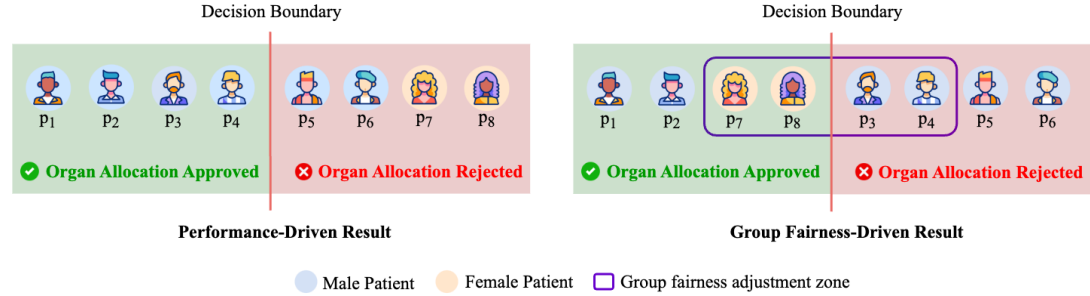 Decision Boundary
p1 p2 p3 p4 p5 p6 p7 p8
Organ Allocation Approved
Organ Allocation Rejected
Performance-Driven Result
Decision Boundary
p1 p2 p7 p8 p3 p4 p5 p6
Organ Allocation Approved
Organ Allocation Rejected
Group Fairness-Driven Result
Male Patient
Female Patient
Group fairness adjustment zone